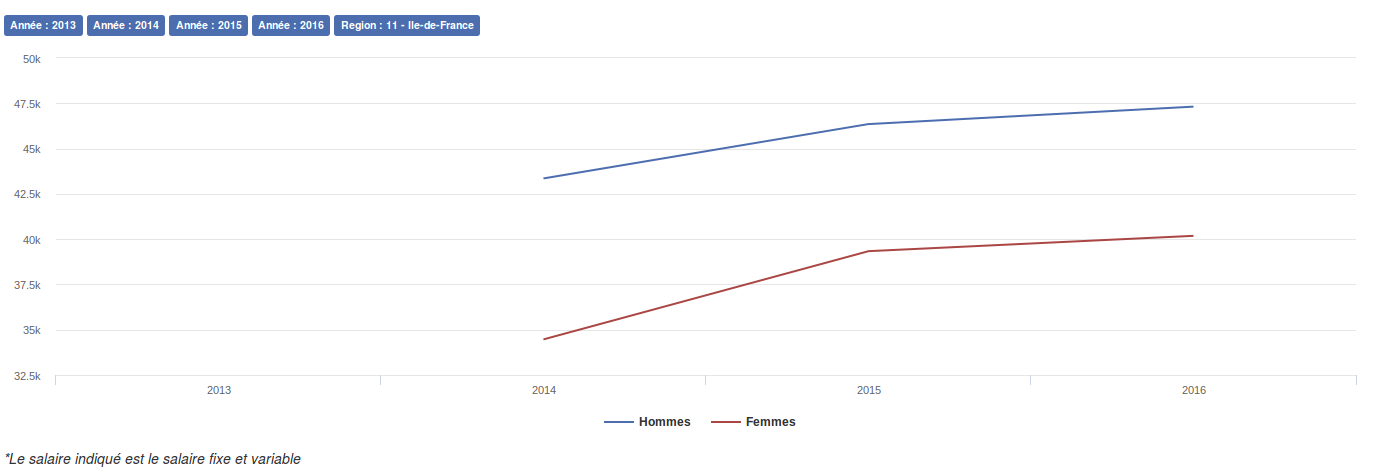 Année : 2013 Année : 2014 Année : 2015 Année : 2016 Region : 11 - Ile-de-France
50k
47.5k
45k
42.5k
40k
37.5k
35k
32.5k
2013 2014 2015 2016
Hommes Femmes
*Le salaire indiqué est le salaire fixe et variable